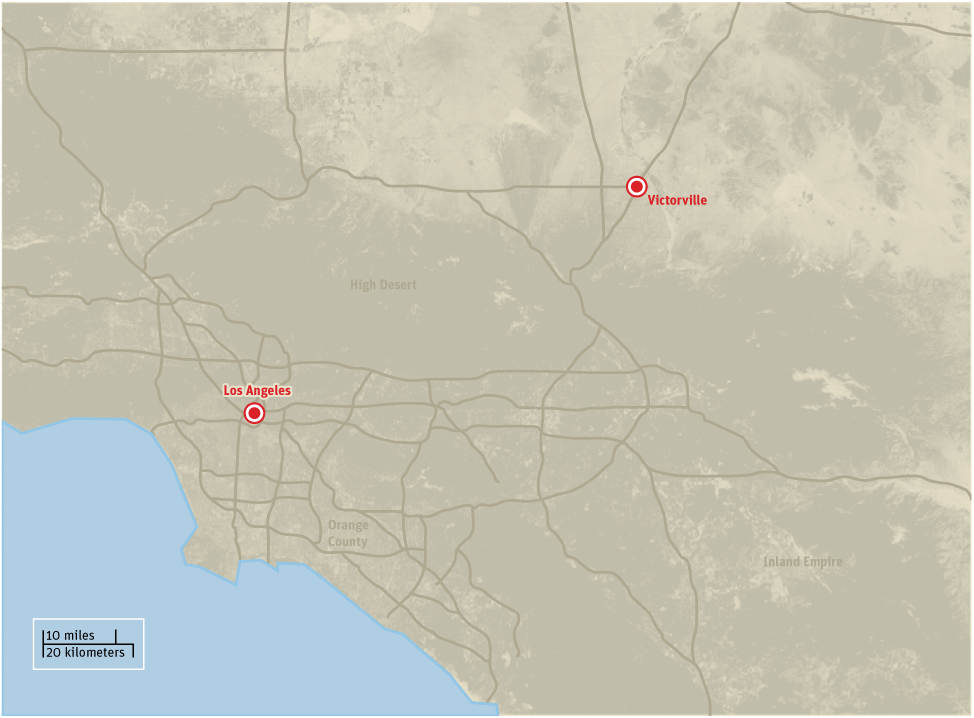 Victorville
High Desert
Los Angeles
Orange
County
Inland Empire
10 miles
20 kilometers